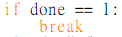 if done == 1:
    break